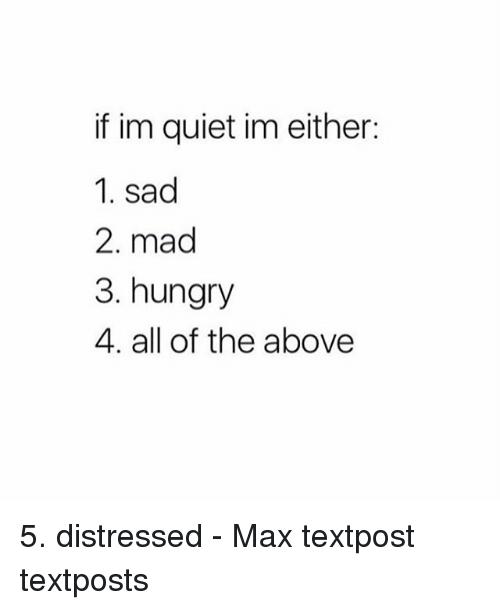 if im quiet im either:
1. sad
2. mad
3. hungry
4. all of the above
5. distressed - Max textpost
textposts